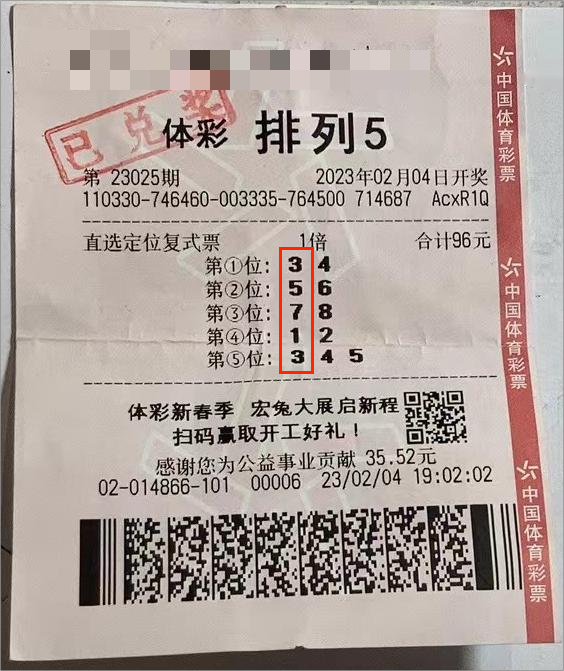 已兑奖
体彩 排列5
第 23025期 2023年02月04日开奖
110330-746460-003335-764500 714687 AcxR1Q
直选定位复式票 1倍 合计96元
第①位: 3 4
第②位: 5 6
第③位: 7 8
第④位: 1 2
第⑤位: 3 4 5
体彩新春季 宏兔大展启新程
扫码赢取开工好礼！
感谢您为公益事业贡献 35.52元
02-014866-101 00006 23/02/04 19:02:02
中国体育彩票
中国体育彩票
中国体育彩票